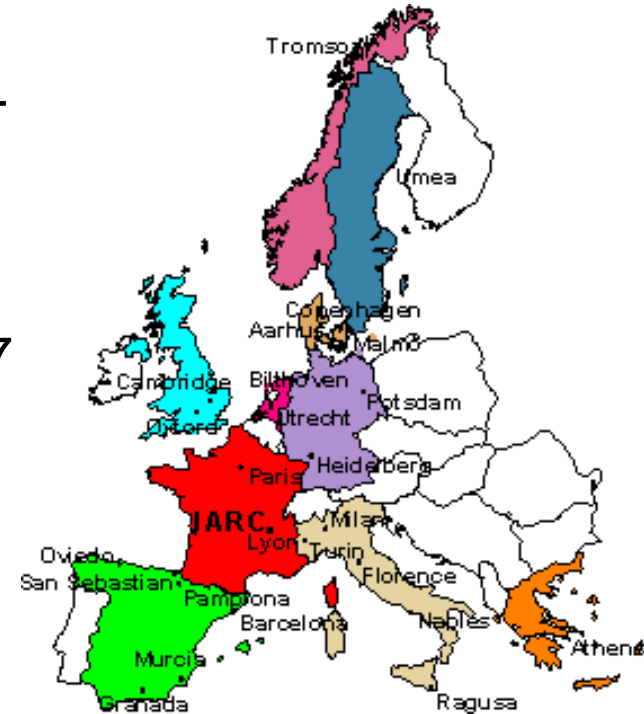 Tromso
Umea
Copenhagen
Aarhus
Malmo
7
Cambridge
Bilthoven
Potsdam
Oxford
Utrecht
Paris
Heidelberg
IARC
Lyon
Milan
Turin
Oviedo
Florence
San Sebastian
Pamplona
Barcelona
Naples
Murcia
Athens
Granada
Ragusa